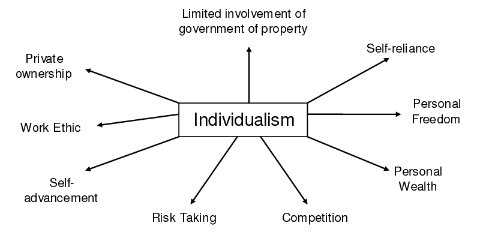 Limited involvement of
government of property
Self-reliance
Private
ownership
Personal
Freedom
Individualism
Work Ethic
Personal
Wealth
Self-
advancement
Risk Taking
Competition